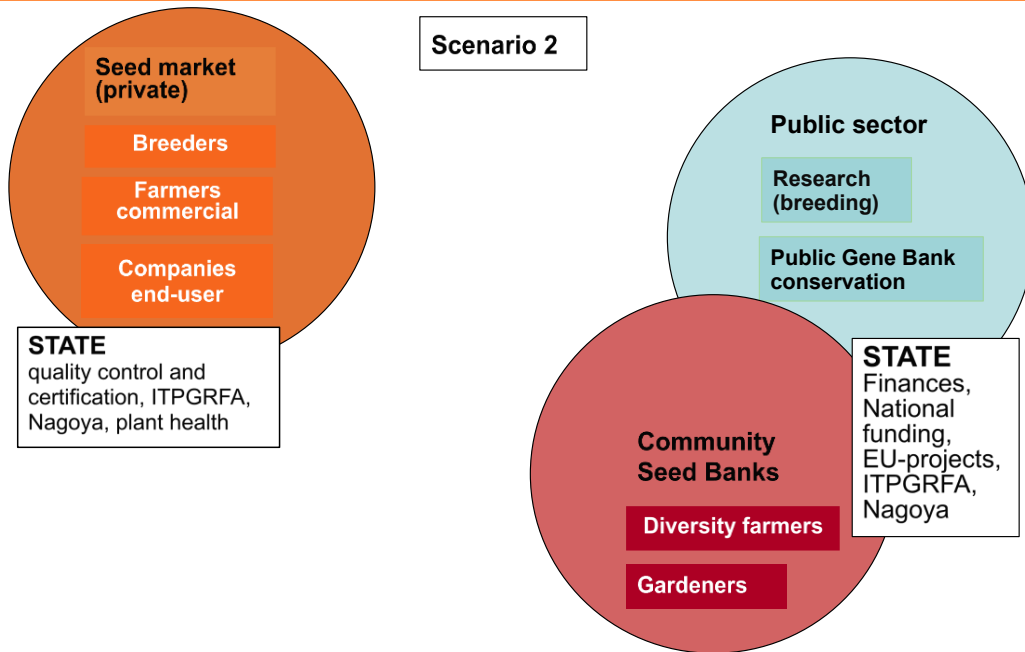 Scenario 2
Seed market
(private)
Breeders
Farmers
commercial
Companies
end-user
STATE
quality control and
certification, ITPGRFA,
Nagoya, plant health
Public sector
Research
(breeding)
Public Gene Bank
conservation
STATE
Finances,
National
funding,
EU-projects,
ITPGRFA,
Nagoya
Community
Seed Banks
Diversity farmers
Gardeners